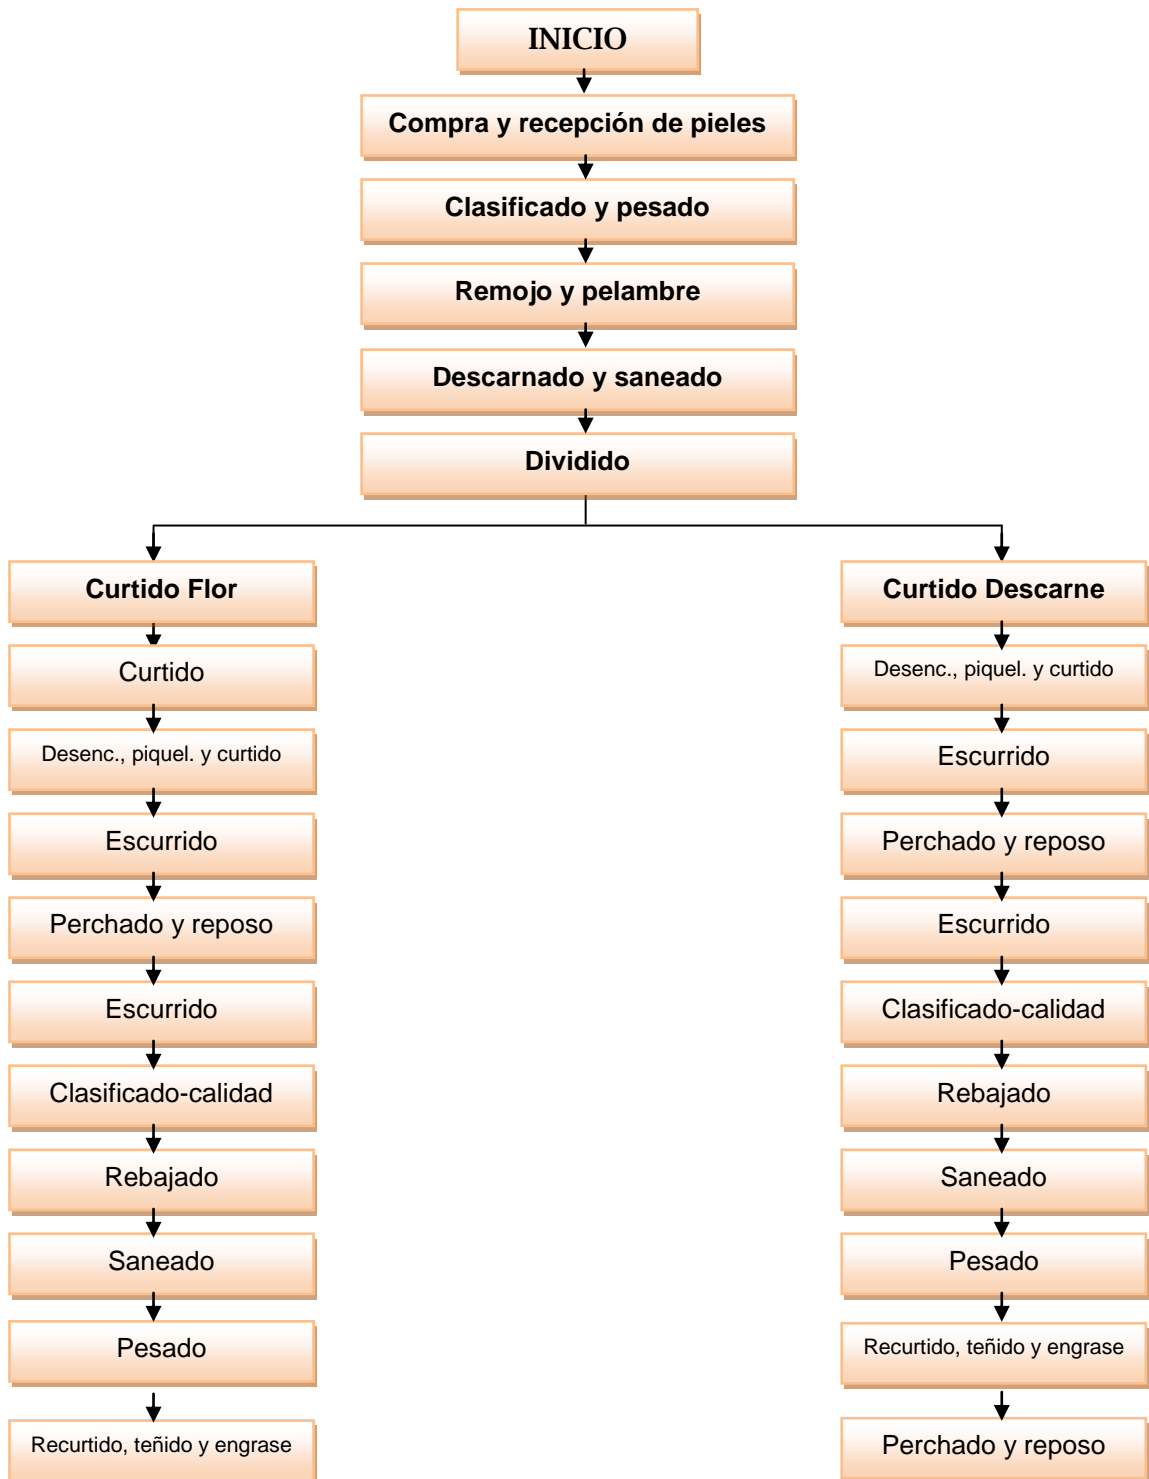 INICIO
Compra y recepción de pieles
Clasificado y pesado
Remojo y pelambre
Descarnado y saneado
Dividido
Curtido Flor
Curtido
Desenc., piquel. y curtido
Escurrido
Perchado y reposo
Escurrido
Clasificado-calidad
Rebajado
Saneado
Pesado
Recurtido, teñido y engrase
Curtido Descarne
Desenc., piquel. y curtido
Escurrido
Perchado y reposo
Escurrido
Clasificado-calidad
Rebajado
Saneado
Pesado
Recurtido, teñido y engrase
Perchado y reposo